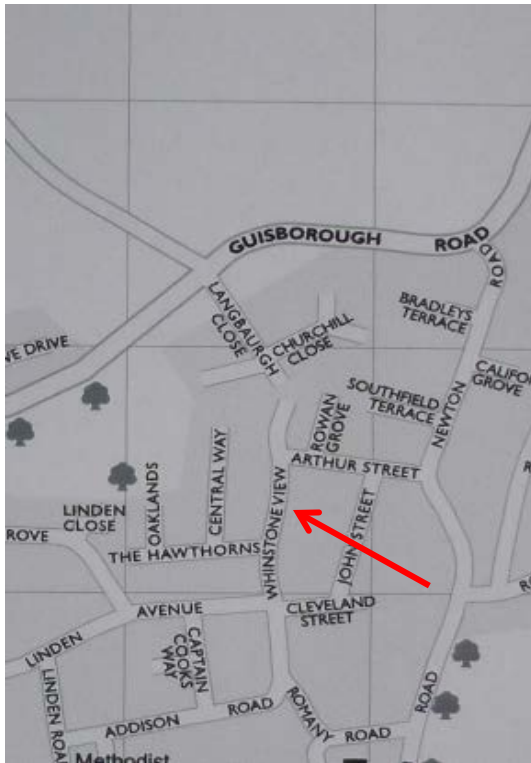 GUISBOROUGH ROAD
ROAD
LANGBAURGH
CLOSE
CHURCHILL
CLOSE
BRADLEYS
TERRACE
VE DRIVE
SOUTHFIELD
TERRACE
NEWTON
CALIFO
GROVE
ROWAN
GROVE
ARTHUR STREET
CENTRAL WAY
OAKLANDS
LINDEN
CLOSE
ROVE
THE HAWTHORNS
WHINSTONE VIEW
JOHN STREET
AVENUE
CLEVELAND
STREET
LINDEN
CAPTAIN
COOKS
WAY
LINDEN ROA
ADDISON ROAD
ROMANY ROAD
ROAD
Methodist